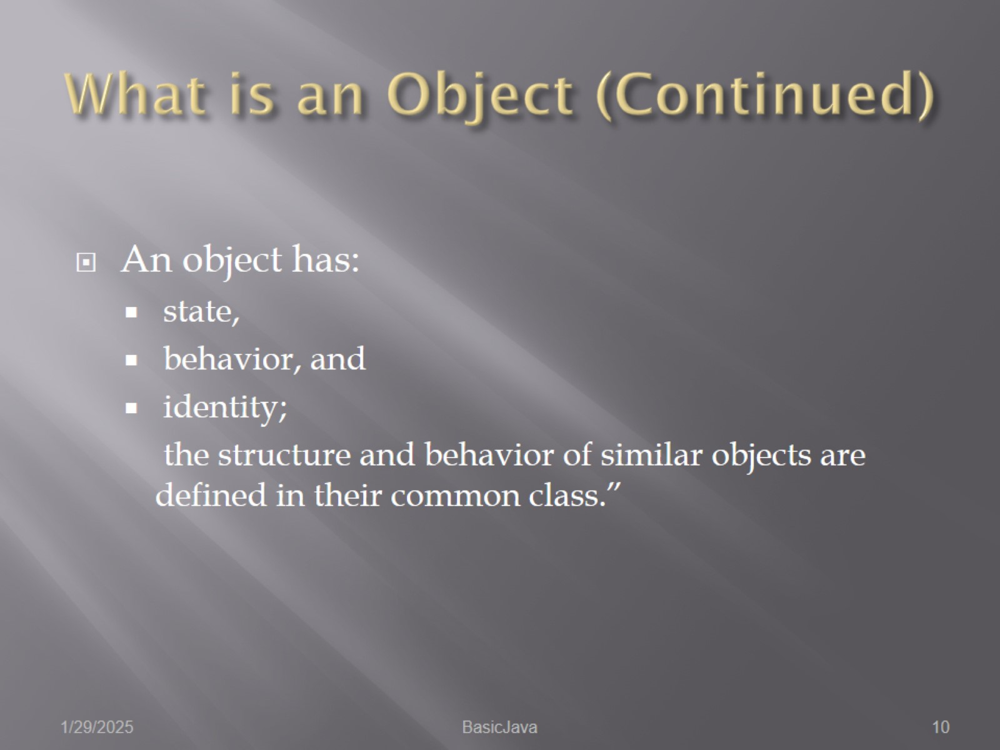 What is an Object (Continued)
An object has:
state,
behavior, and
identity;
the structure and behavior of similar objects are
defined in their common class.”
1/29/2025
BasicJava
10